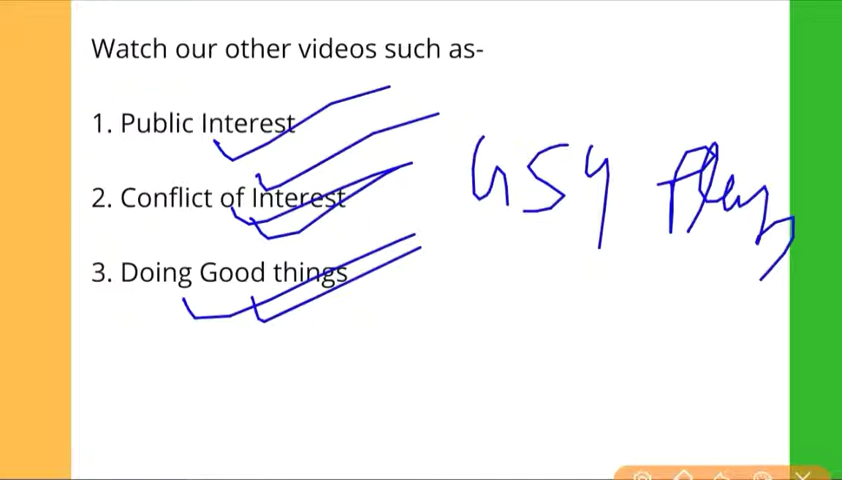 Watch our other videos such as-
1. Public Interest
2. Conflict of Interest
3. Doing Good things